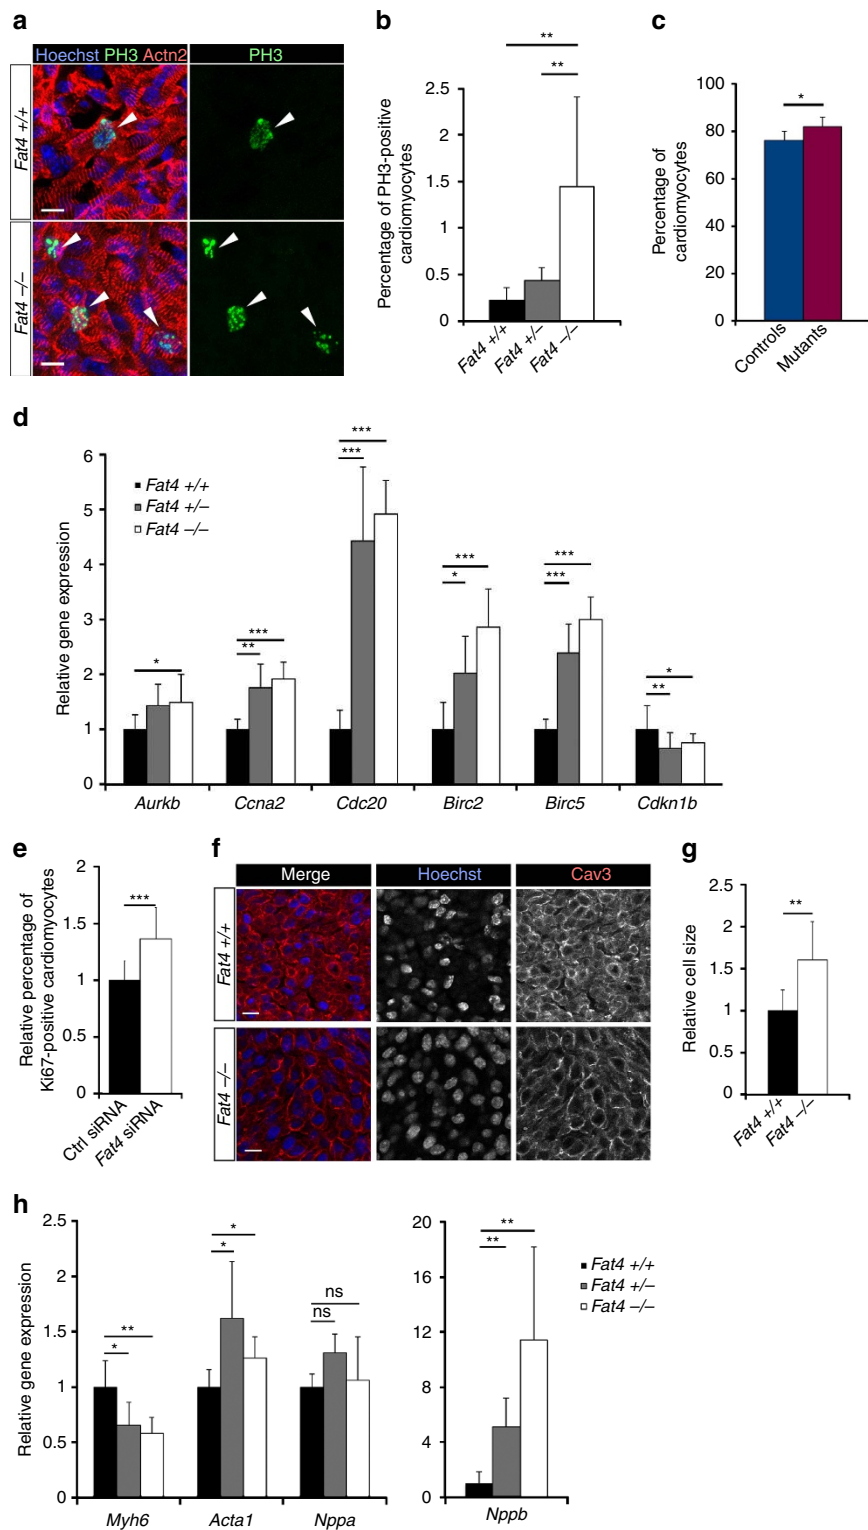 a
Hoechst PH3 Actn2
PH3
Fat4 +/+
Fat4 –/–
b
**
**
Percentage of PH3-positive
cardiomyocytes
2.5
2
1.5
1
0.5
0
Fat4 +/+
Fat4 +/–
Fat4 –/–
c
*
Percentage of
cardiomyocytes
100
80
60
40
20
0
Controls
Mutants
d
Relative gene expression
6
5
4
3
2
1
0
Fat4 +/+
Fat4 +/–
Fat4 –/–
*
***
**
***
***
***
*
***
***
*
**
Aurkb
Ccna2
Cdc20
Birc2
Birc5
Cdkn1b
e
Relative percentage of
Ki67-positive cardiomyocytes
2
1.5
1
0.5
0
***
Ctrl siRNA
Fat4 siRNA
f
Merge
Hoechst
Cav3
Fat4 +/+
Fat4 –/–
g
Relative cell size
2.5
2
1.5
1
0.5
0
**
Fat4 +/+
Fat4 –/–
h
Relative gene expression
2.5
2
1.5
1
0.5
0
**
*
*
*
ns
ns
Myh6
Acta1
Nppa
20
16
12
8
4
0
**
**
Nppb
Fat4 +/+
Fat4 +/–
Fat4 –/–